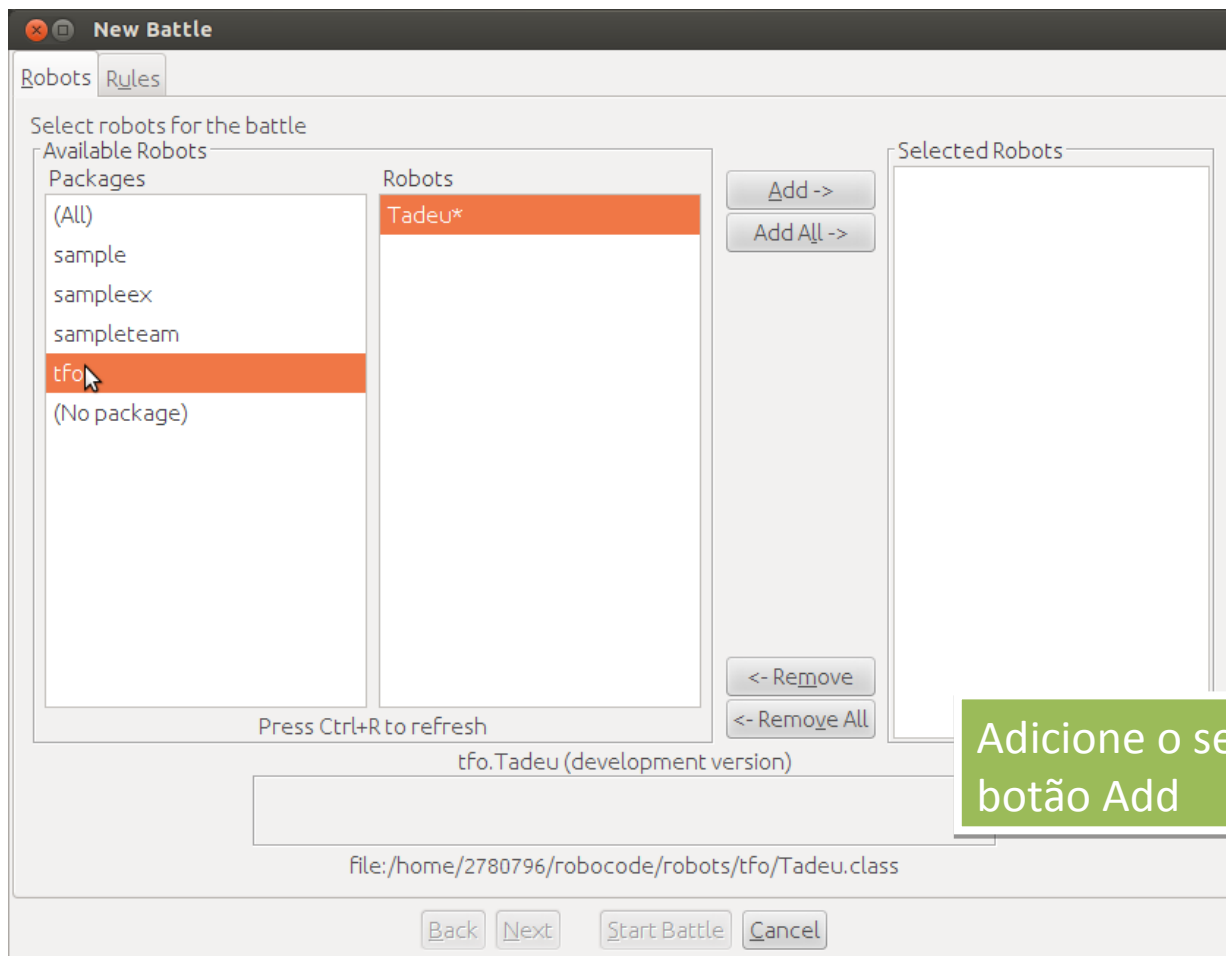 New Battle
Robots Rules
Select robots for the battle
Available Robots
Packages
(All)
sample
sampleex
sampleteam
tfo
(No package)
Robots
Tadeu*
Press Ctrl+R to refresh
Add ->
Add All ->
<- Remove
<- Remove All
Selected Robots
tfo.Tadeu (development version)
file:/home/2780796/robocode/robots/tfo/Tadeu.class
Adicione o
botão Add
Back Next Start Battle Cancel